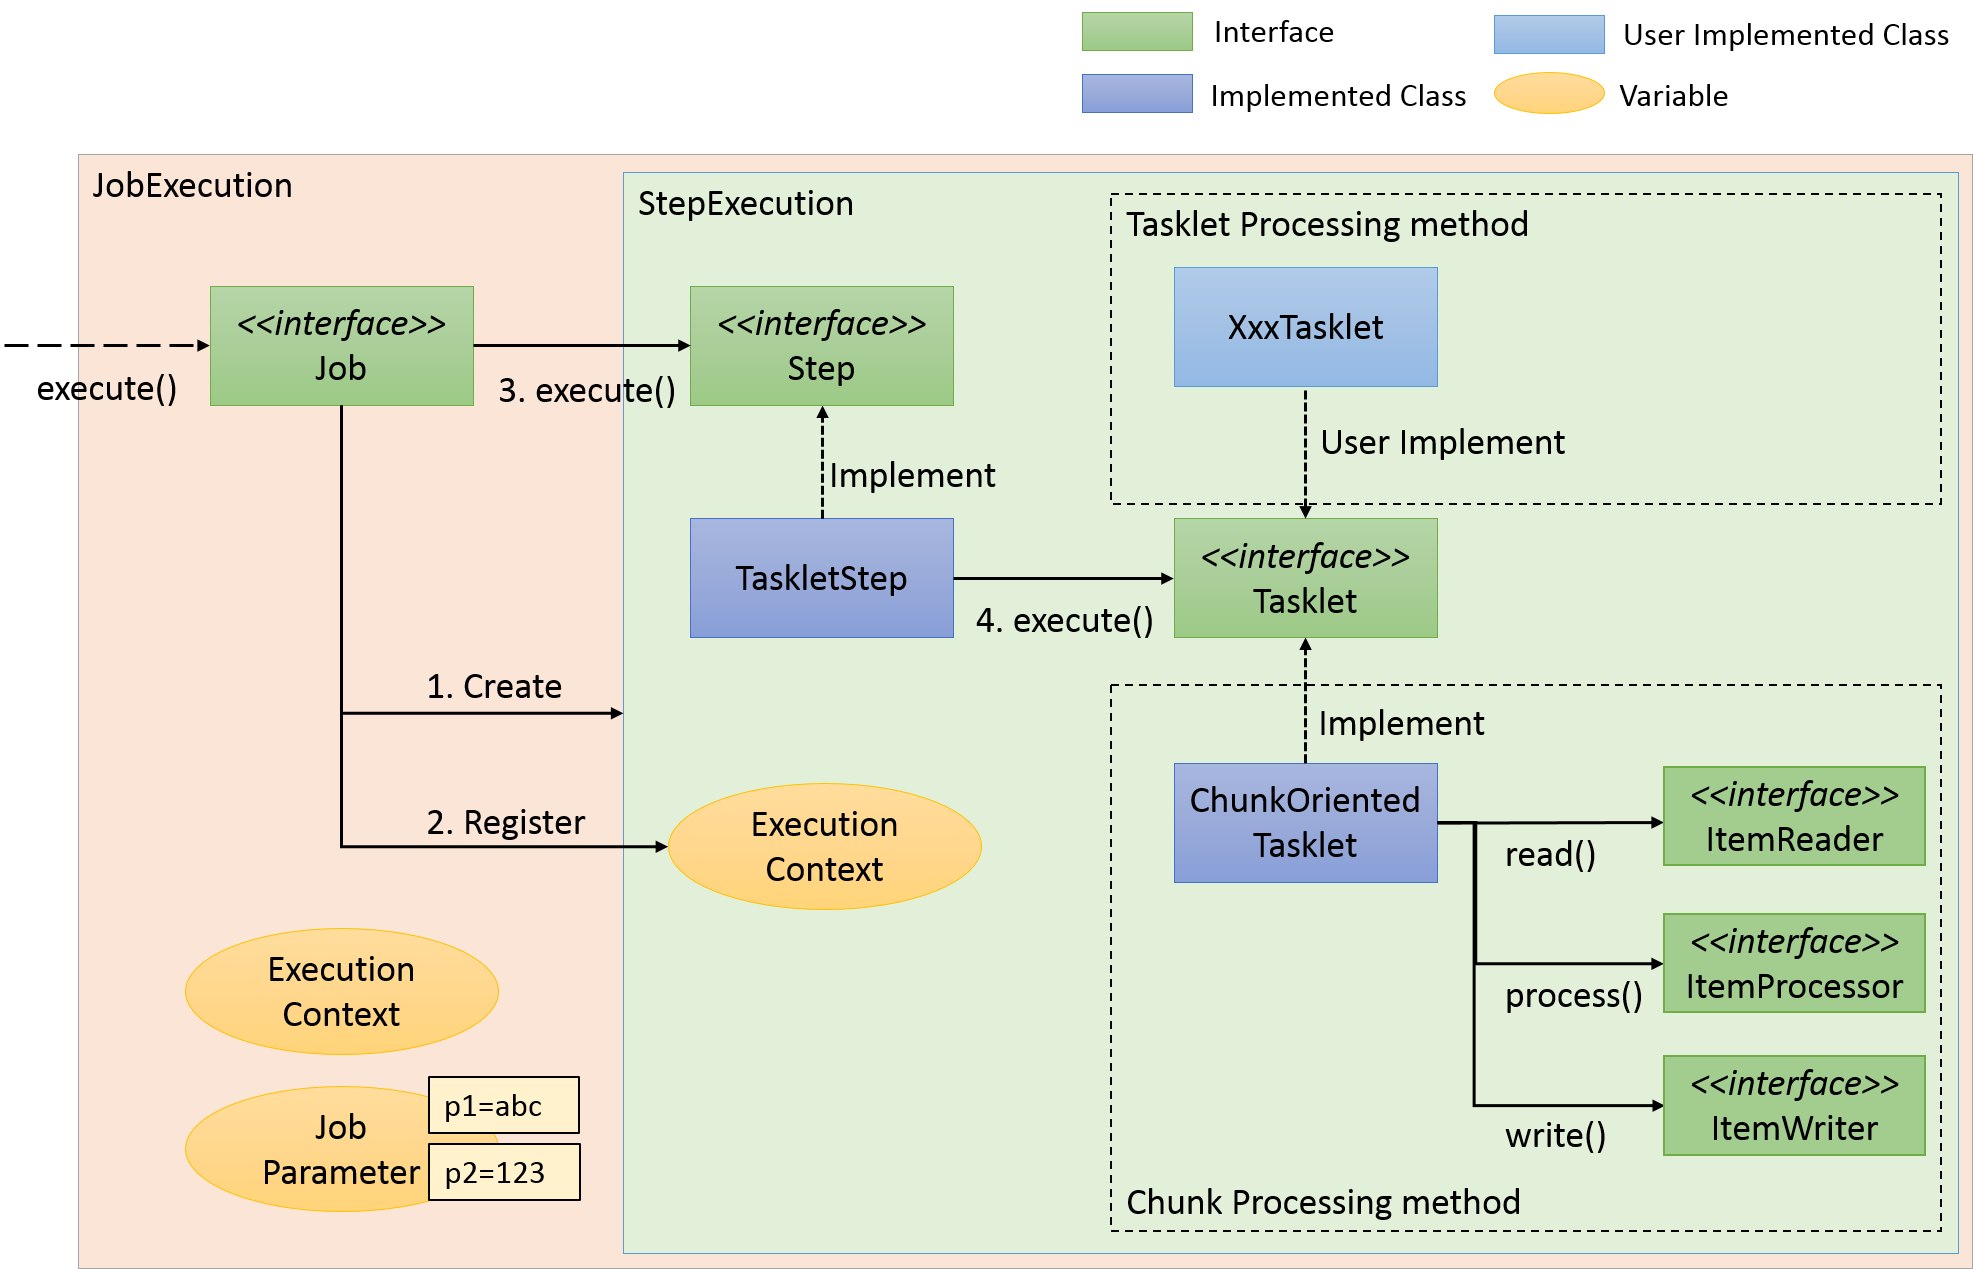 Interface
User Implemented Class
Implemented Class
Variable
JobExecution
StepExecution
Tasklet Processing method
<<interface>>
Job
execute()
3. execute()
<<interface>>
Step
XxxTasklet
User Implement
Implement
TaskletStep
4. execute()
<<interface>>
Tasklet
1. Create
2. Register
Execution
Context
Implement
ChunkOriented
Tasklet
read()
<<interface>>
ItemReader
process()
<<interface>>
ItemProcessor
write()
<<interface>>
ItemWriter
Chunk Processing method
Execution
Context
Job
Parameter
p1=abc
p2=123